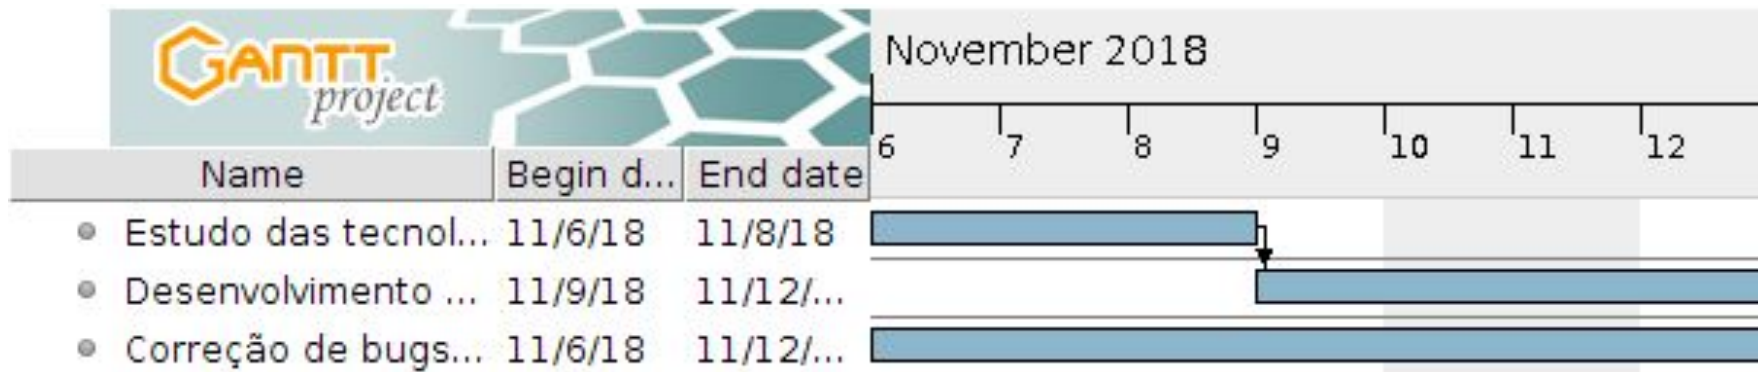 GANTT
project
November 2018
6 7 8 9 10 11 12
Name Begin d... End date
Estudo das tecnol... 11/6/18 11/8/18
Desenvolvimento ... 11/9/18 11/12/...
Correção de bugs... 11/6/18 11/12/...